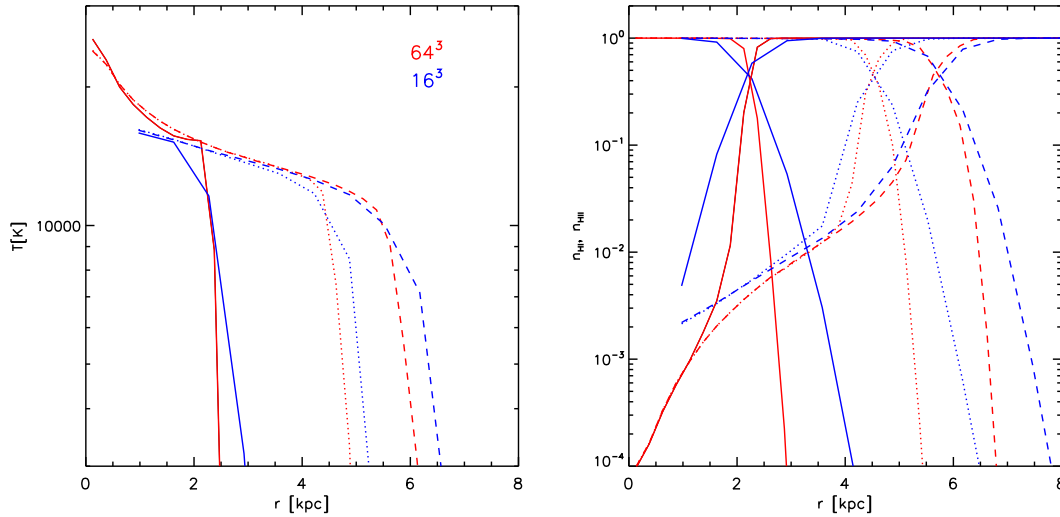 64³
16³
T[K]
10000
0 2 4 6 8
r [kpc]
n_HI, n_HII
10⁰
10⁻¹
10⁻²
10⁻³
10⁻⁴
0 2 4 6 8
r [kpc]